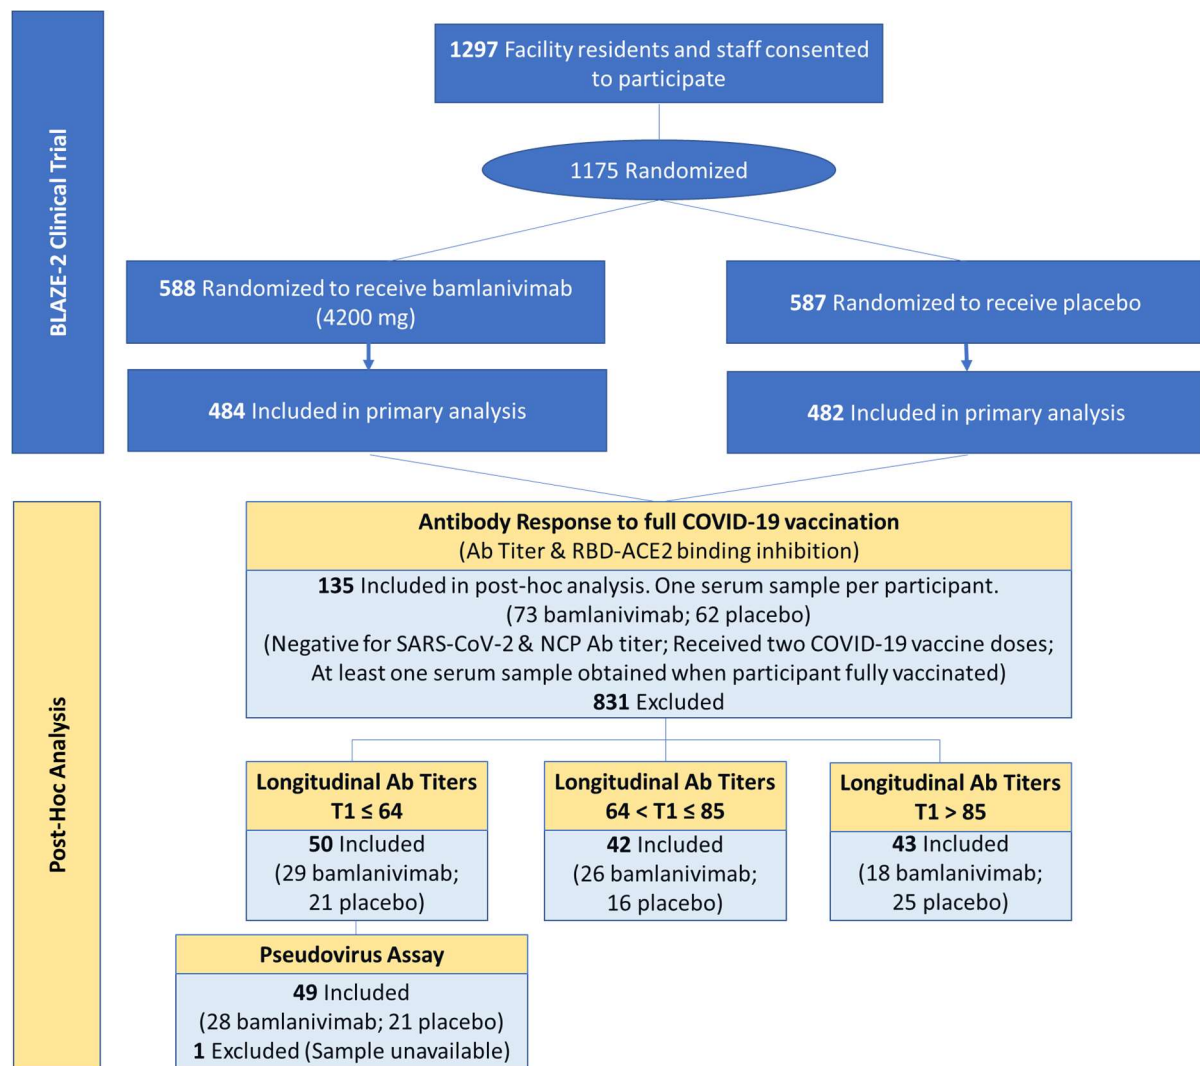 BLAZE-2 Clinical Trial
1297 Facility residents and staff consented
to participate
1175 Randomized
588 Randomized to receive bamlanivimab
(4200 mg)
587 Randomized to receive placebo
484 Included in primary analysis
482 Included in primary analysis
Post-Hoc Analysis
Antibody Response to full COVID-19 vaccination
(Ab Titer & RBD-ACE2 binding inhibition)
135 Included in post-hoc analysis. One serum sample per participant.
(73 bamlanivimab; 62 placebo)
(Negative for SARS-CoV-2 & NCP Ab titer; Received two COVID-19 vaccine doses;
At least one serum sample obtained when participant fully vaccinated)
831 Excluded
Longitudinal Ab Titers
T1 ≤ 64
50 Included
(29 bamlanivimab;
21 placebo)
Longitudinal Ab Titers
64 < T1 ≤ 85
42 Included
(26 bamlanivimab;
16 placebo)
Longitudinal Ab Titers
T1 > 85
43 Included
(18 bamlanivimab;
25 placebo)
Pseudovirus Assay
49 Included
(28 bamlanivimab; 21 placebo)
1 Excluded (Sample unavailable)